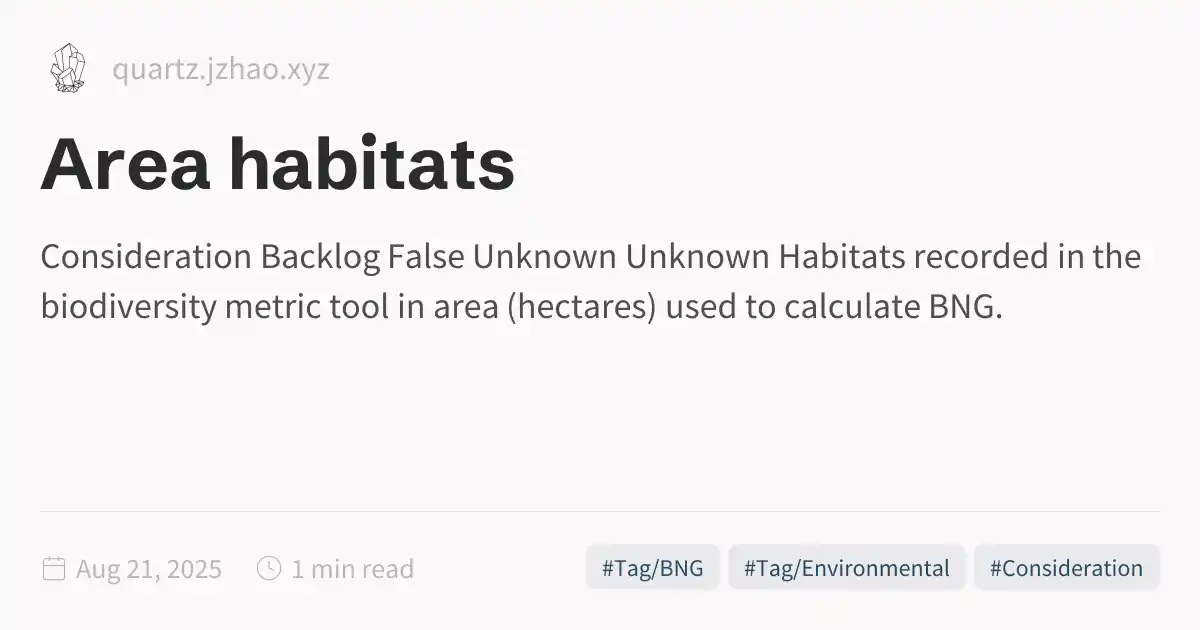 quartz.jzhao.xyz
Area habitats
Consideration Backlog False Unknown Unknown Habitats recorded in the
biodiversity metric tool in area (hectares) used to calculate BNG.
Aug 21, 2025 1 min read #Tag/BNG #Tag/Environmental #Consideration